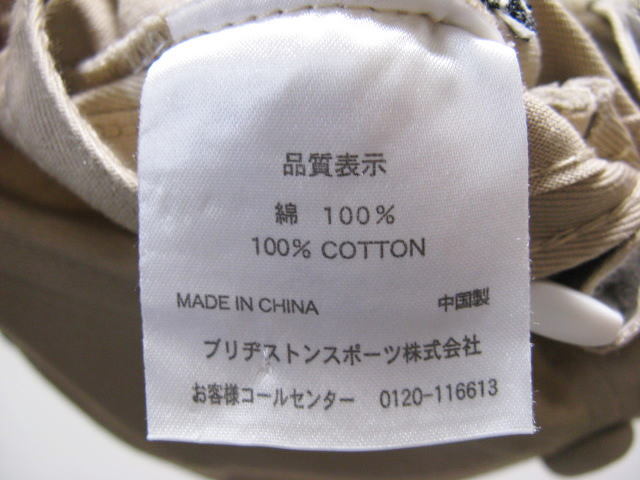 品質表示
綿 100%
100% COTTON
MADE IN CHINA 中国製
ブリヂストンスポーツ株式会社
お客様コールセンター 0120-116613